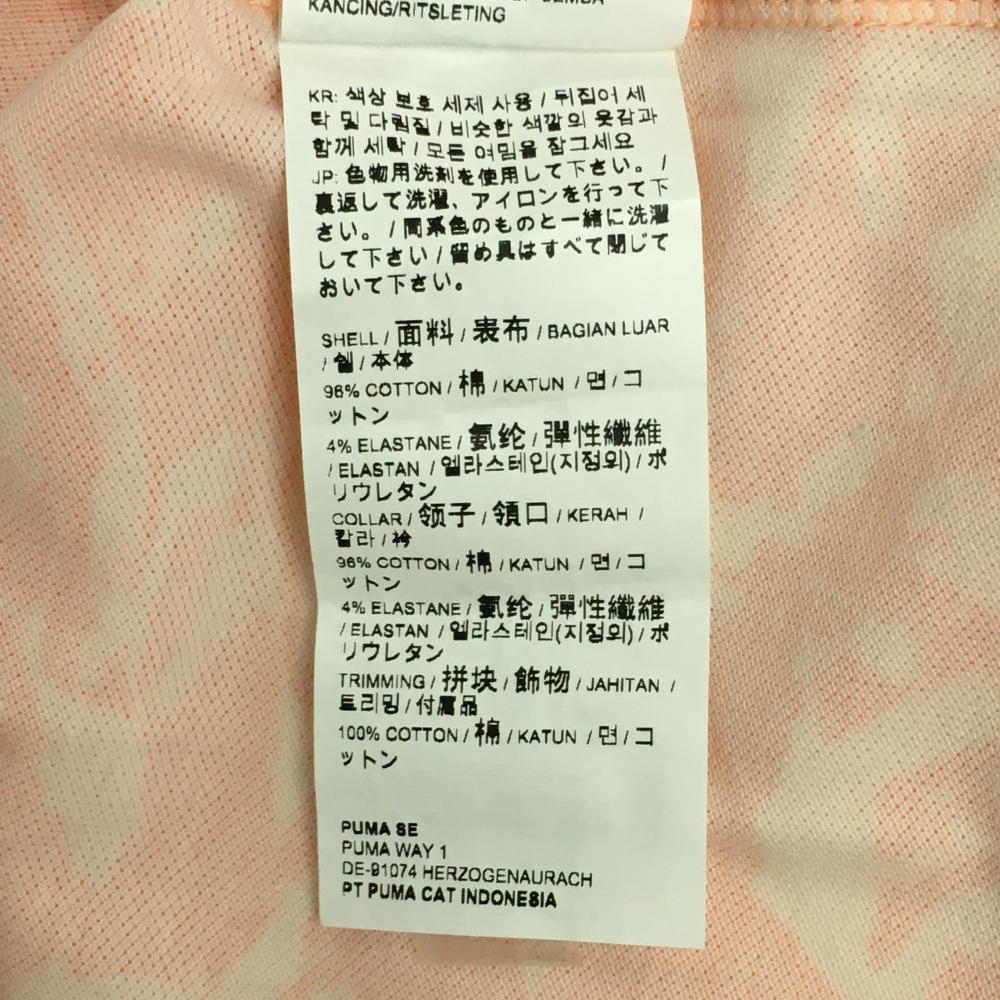 KANCING/RITSLETING
KR: 색상 보호 세제 사용 / 뒤집어 세
탁 및 다림질 / 비슷한 색깔의 옷감과
함께 세탁 / 모든 여밈을 잠그세요
JP: 色物用洗剤を使用して下さい。 /
裏返して洗濯、アイロンを行って下
さい。 / 同系色のものと一緒に洗濯
して下さい / 留め具はすべて閉じて
おいて下さい。
SHELL / 面料 / 表布 / BAGIAN LUAR
/ 쉘 / 本体
96% COTTON / 棉 / KATUN / 면 / コ
ットン
4% ELASTANE / 氨纶 / 彈性纖維
/ ELASTAN / 엘라스테인(지정외) / ポ
リウレタン
COLLAR / 领子 / 領口 / KERAH /
칼라 / 衿
96% COTTON / 棉 / KATUN / 면 / コ
ットン
4% ELASTANE / 氨纶 / 彈性纖維
/ ELASTAN / 엘라스테인(지정외) / ポ
リウレタン
TRIMMING / 拼块 / 飾物 / JAHITAN /
트리밍 / 付属品
100% COTTON / 棉 / KATUN / 면 / コ
ットン
PUMA SE
PUMA WAY 1
DE-91074 HERZOGENAURACH
PT PUMA CAT INDONESIA